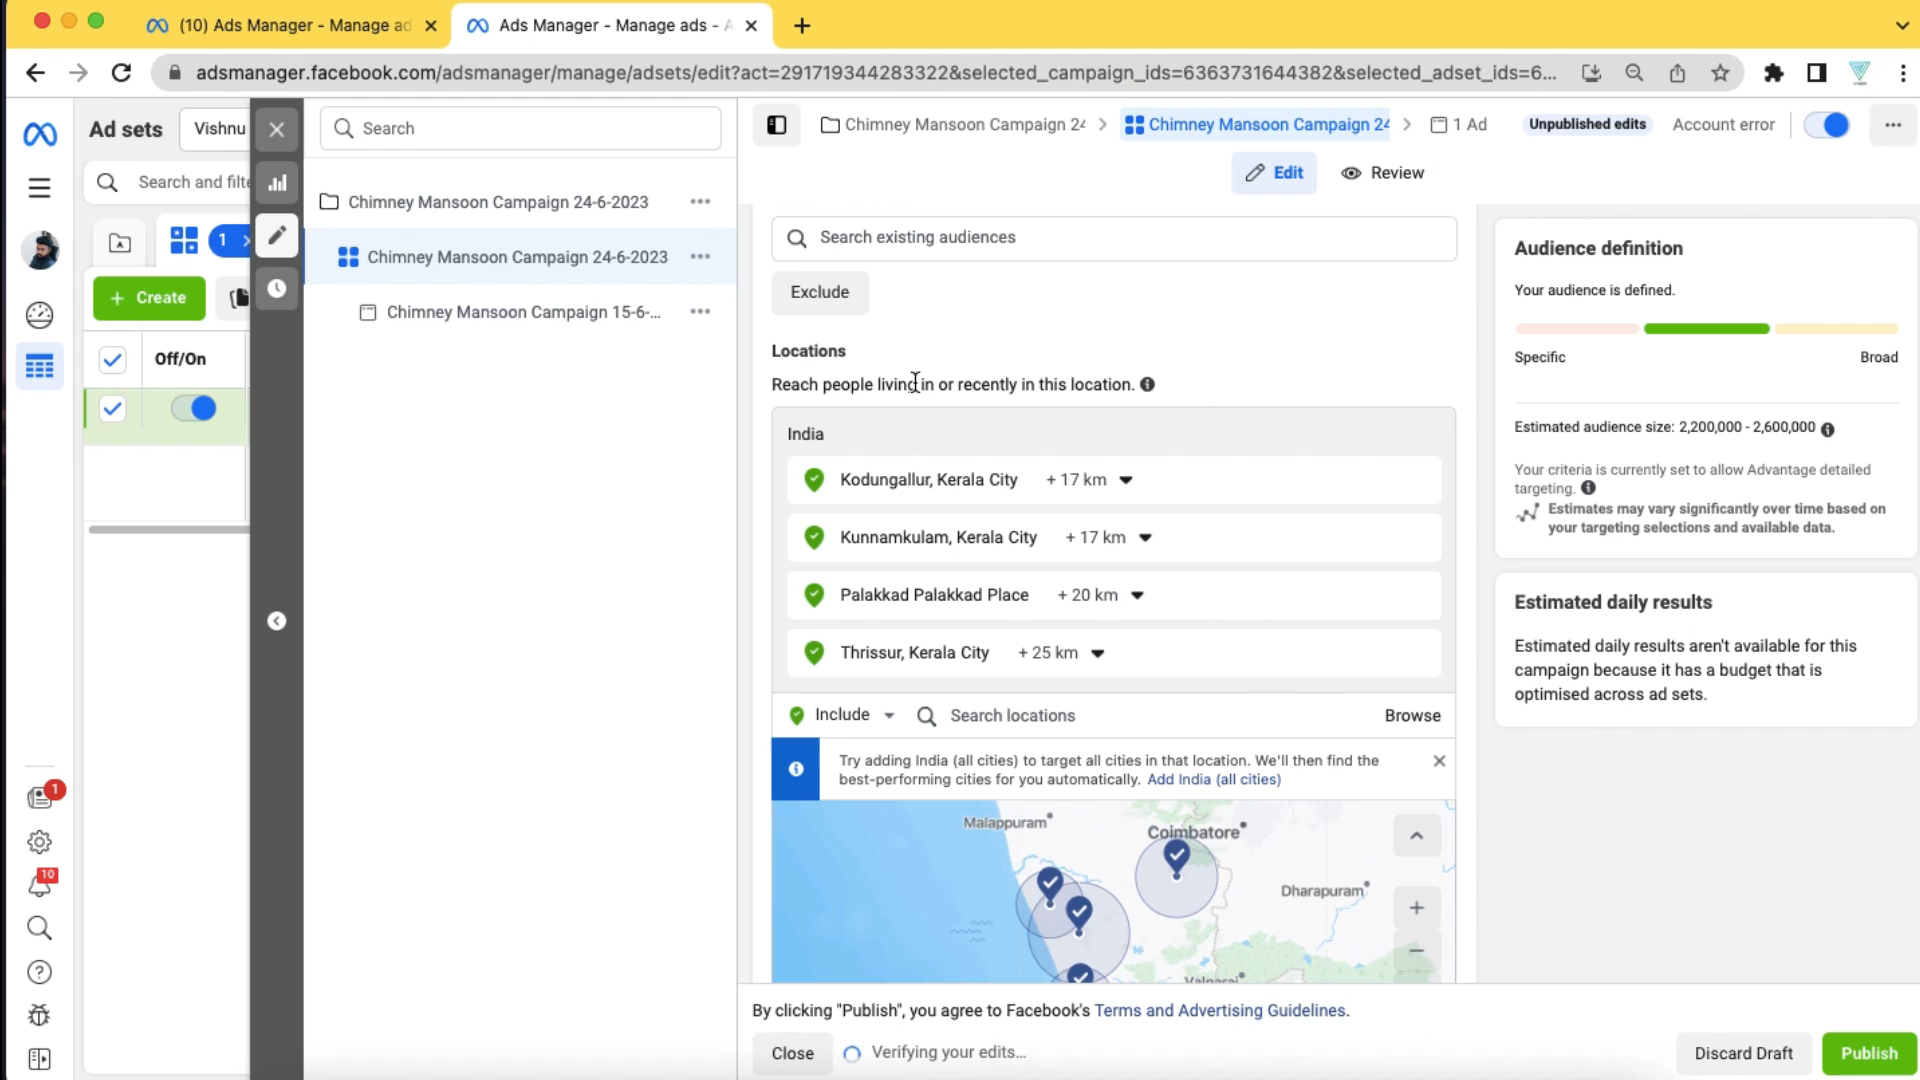 (10) Ads Manager - Manage ad
Ads Manager - Manage ads - A
adsmanager.facebook.com/adsmanager/manage/adsets/edit?act=291719344283322&selected_campaign_ids=6363731644382&selected_adset_ids=6...
Ad sets
Vishnu
Search
Chimney Mansoon Campaign 24
Chimney Mansoon Campaign 24
1 Ad
Unpublished edits
Account error
Edit
Review
Search and filte
1
Create
Off/On
Chimney Mansoon Campaign 24-6-2023
Chimney Mansoon Campaign 24-6-2023
Chimney Mansoon Campaign 15-6-...
Search existing audiences
Exclude
Locations
Reach people living in or recently in this location.
India
Kodungallur, Kerala City + 17 km
Kunnamkulam, Kerala City + 17 km
Palakkad Palakkad Place + 20 km
Thrissur, Kerala City + 25 km
Include
Search locations
Browse
Try adding India (all cities) to target all cities in that location. We'll then find the
best-performing cities for you automatically. Add India (all cities)
Malappuram
Coimbatore
Dharapuram
Valparai
Audience definition
Your audience is defined.
Specific
Broad
Estimated audience size: 2,200,000 - 2,600,000
Your criteria is currently set to allow Advantage detailed
targeting.
Estimates may vary significantly over time based on
your targeting selections and available data.
Estimated daily results
Estimated daily results aren't available for this
campaign because it has a budget that is
optimised across ad sets.
1
10
By clicking "Publish", you agree to Facebook's Terms and Advertising Guidelines.
Close
Verifying your edits...
Discard Draft
Publish